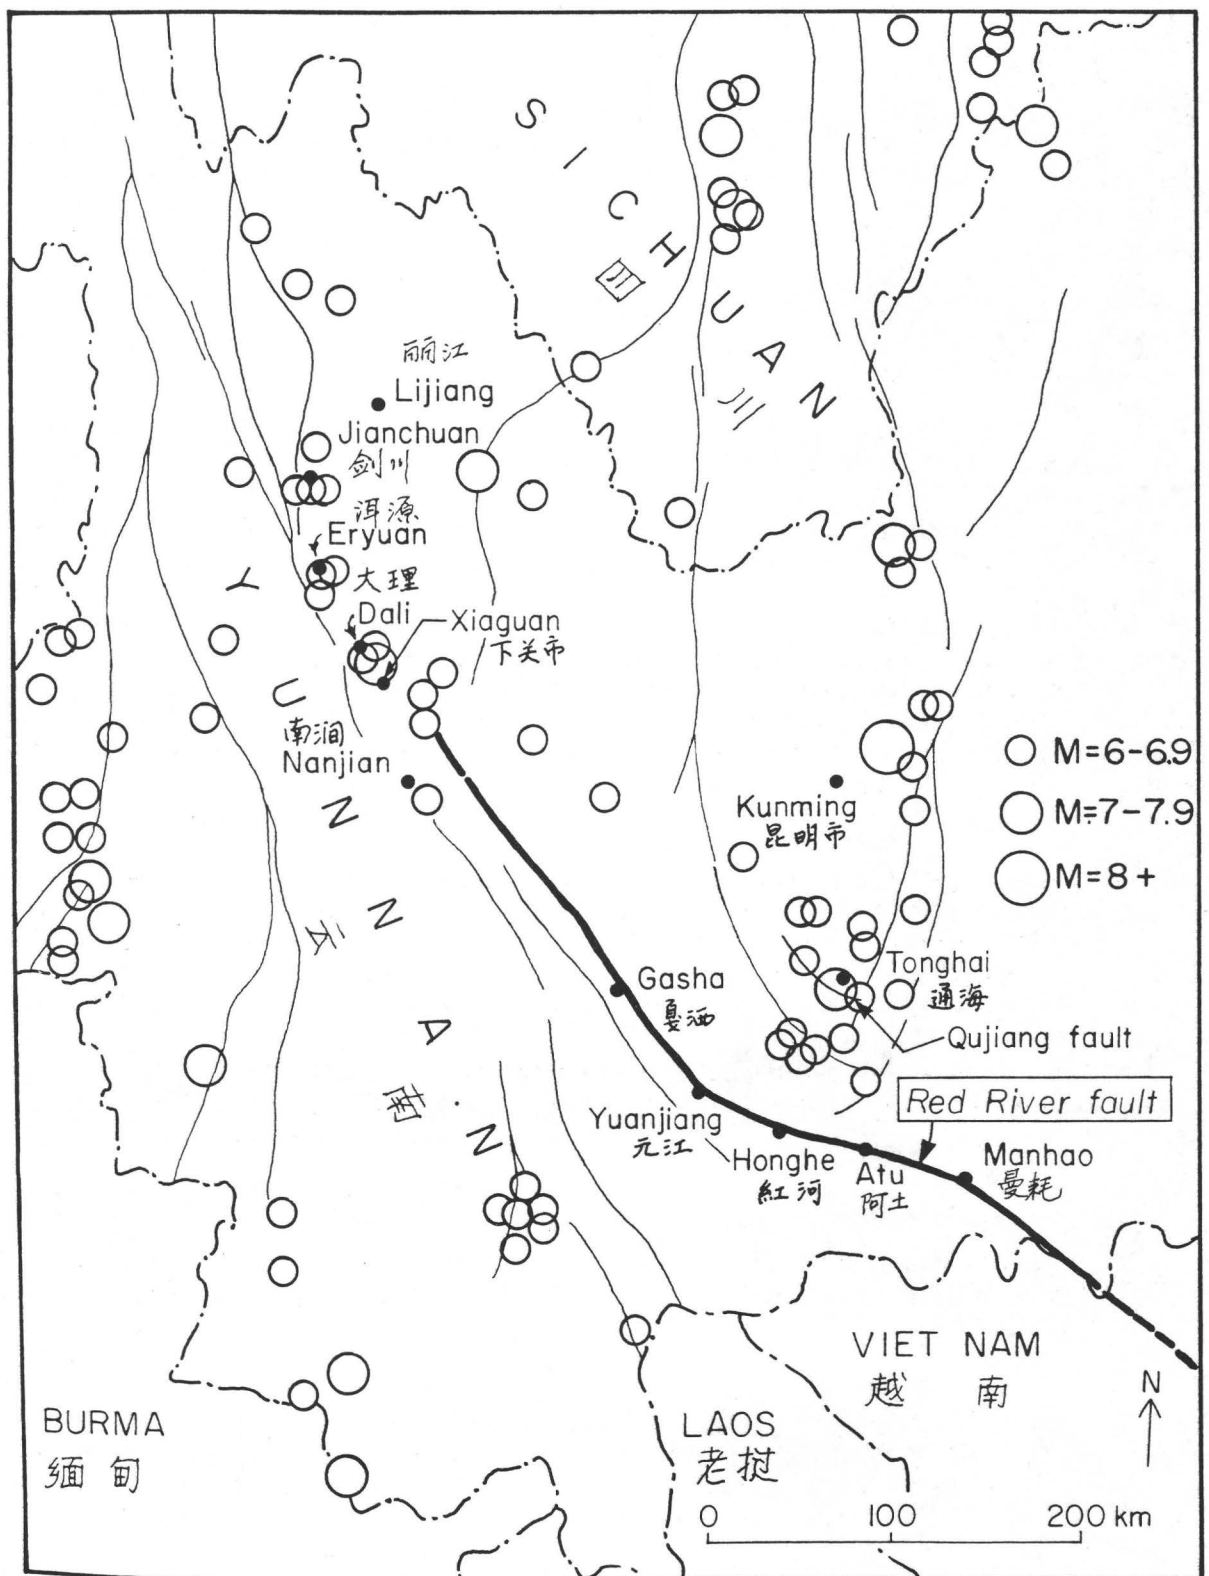 SICHUAN
四川
丽江
Lijiang
Jianchuan
剑川
洱源
Eryuan
大理
Dali
Xiaguan
下关市
YUNNAN
云南
南涧
Nanjian
M=6-6.9
M=7-7.9
M=8+
Kunming
昆明市
Gasha
戛洒
Tonghai
通海
Qujiang fault
Red River fault
Yuanjiang
元江
Honghe
紅河
Atu
阿土
Manhao
曼耗
VIET NAM
越南
BURMA
缅甸
LAOS
老挝
N
0 100 200 km